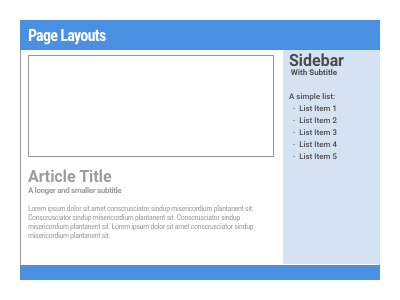 Page Layouts
Article Title
A longer and smaller subtitle
Lorem ipsum dolor sit amet conscrusciator sindup misericordium plantanent sit.
Conscrusciator sindup misericordium plantanent sit. Conscrusciator sindup
misericordium plantanent sit. Lorem ipsum dolor sit amet conscrusciator sindup
misericordium plantanent sit.
Sidebar
With Subtitle
A simple list:
- List Item 1
- List Item 2
- List Item 3
- List Item 4
- List Item 5